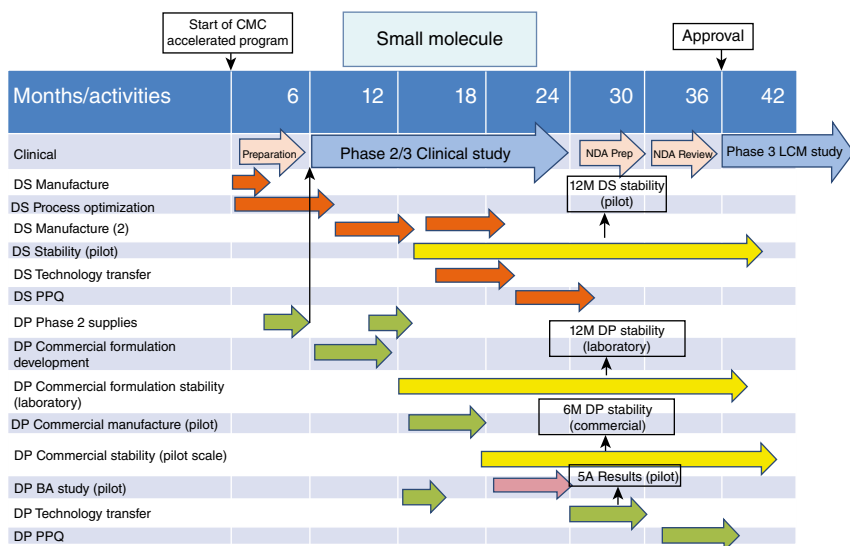 Start of CMC
accelerated program
Small molecule
Approval
Months/activities 6 12 18 24 30 36 42
Clinical
Preparation
Phase 2/3 Clinical study
NDA Prep
NDA Review
Phase 3 LCM study
DS Manufacture
12M DS stability
(pilot)
DS Process optimization
DS Manufacture (2)
DS Stability (pilot)
DS Technology transfer
DS PPQ
DP Phase 2 supplies
12M DP stability
(laboratory)
DP Commercial formulation
development
DP Commercial formulation stability
(laboratory)
6M DP stability
(commercial)
DP Commercial manufacture (pilot)
DP Commercial stability (pilot scale)
5A Results (pilot)
DP BA study (pilot)
DP Technology transfer
DP PPQ